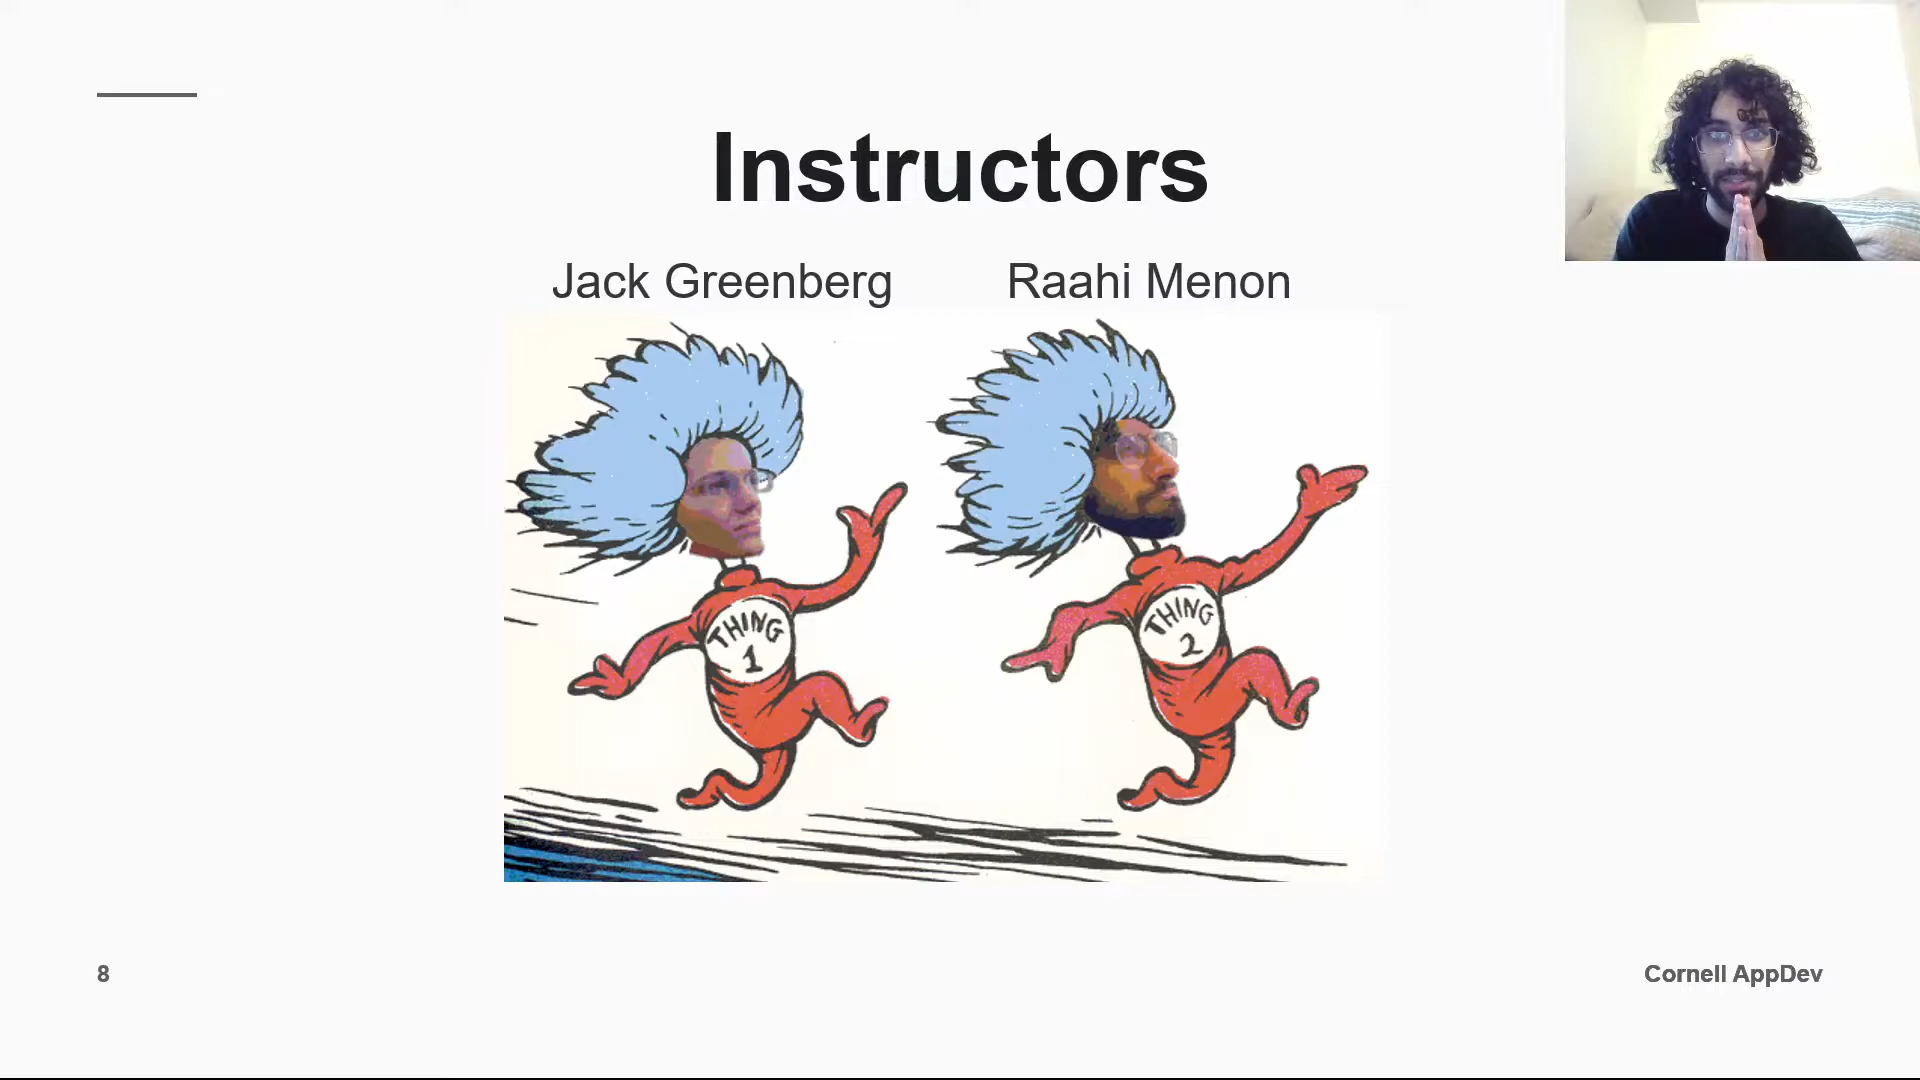 Instructors
Jack Greenberg
Raahi Menon
THING
1
THING
2
8
Cornell AppDev